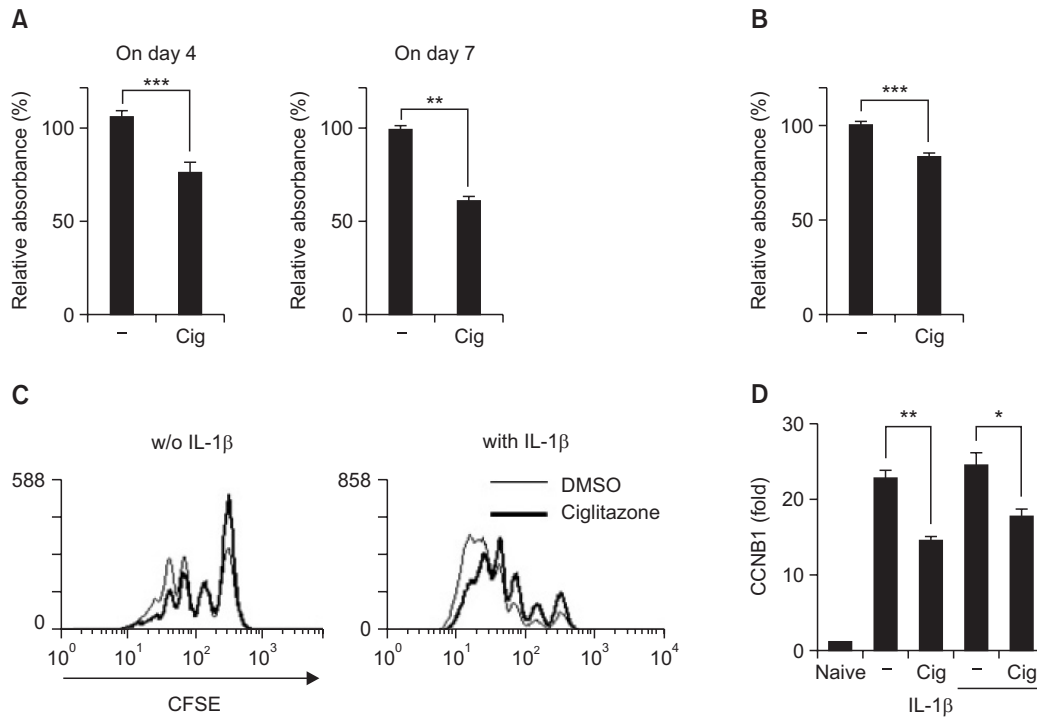 A
On day 4
Relative absorbance (%)
100
50
0
***
–
Cig
On day 7
Relative absorbance (%)
100
50
0
**
–
Cig
B
Relative absorbance (%)
100
50
0
***
–
Cig
C
w/o IL-1β
588
0
10⁰ 10¹ 10² 10³
CFSE
with IL-1β
858
0
DMSO
Ciglitazone
10⁰ 10¹ 10² 10³ 10⁴
D
CCNB1 (fold)
30
20
10
0
** *
Naive – Cig – Cig
IL-1β